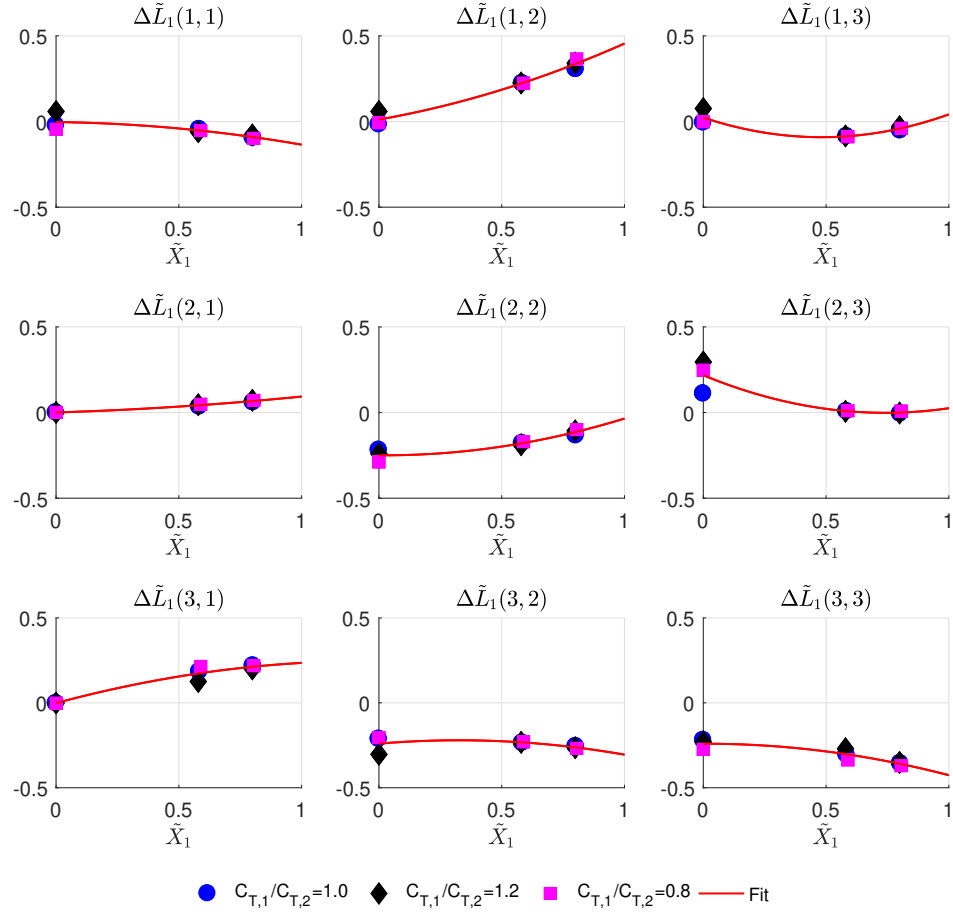 ΔL̃₁(1, 1) ΔL̃₁(1, 2) ΔL̃₁(1, 3)
0.5 0.5 0.5
0 0 0
-0.5 -0.5 -0.5
0 0.5 1 0 0.5 1 0 0.5 1
X̃₁ X̃₁ X̃₁
ΔL̃₁(2, 1) ΔL̃₁(2, 2) ΔL̃₁(2, 3)
0.5 0.5 0.5
0 0 0
-0.5 -0.5 -0.5
0 0.5 1 0 0.5 1 0 0.5 1
X̃₁ X̃₁ X̃₁
ΔL̃₁(3, 1) ΔL̃₁(3, 2) ΔL̃₁(3, 3)
0.5 0.5 0.5
0 0 0
-0.5 -0.5 -0.5
0 0.5 1 0 0.5 1 0 0.5 1
X̃₁ X̃₁ X̃₁
C_{T,1}/C_{T,2}=1.0 C_{T,1}/C_{T,2}=1.2 C_{T,1}/C_{T,2}=0.8 Fit